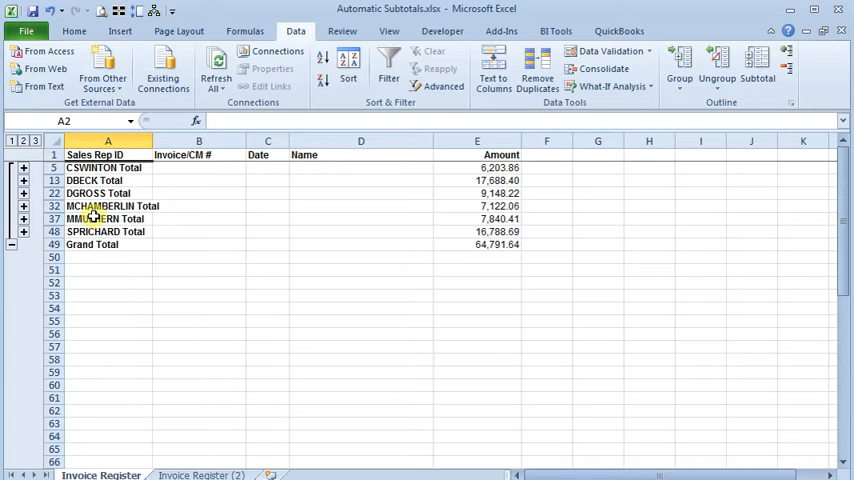 Automatic Subtotals.xlsx - Microsoft Excel
File Home Insert Page Layout Formulas Data Review View Developer Add-Ins BI Tools QuickBooks
From Access
From Web
From Text
From Other Sources
Existing Connections
Get External Data
Refresh All
Connections
Properties
Edit Links
Connections
Sort
Filter
Clear
Reapply
Advanced
Sort & Filter
Text to Columns
Remove Duplicates
Data Validation
Consolidate
What-If Analysis
Data Tools
Group
Ungroup
Subtotal
Outline
A2 fx
1 2 3 A B C D E F G H I J K
1 Sales Rep ID Invoice/CM # Date Name Amount
5 CSWINTON Total 6,203.86
13 DBECK Total 17,688.40
22 DGROSS Total 9,148.22
32 MCHAMBERLIN Total 7,122.06
37 Total 7,840.41
48 SPRICHARD Total 16,788.69
49 Grand Total 64,791.64
50
51
52
53
54
55
56
57
58
59
60
61
62
63
64
65
66
Invoice Register Invoice Register (2)